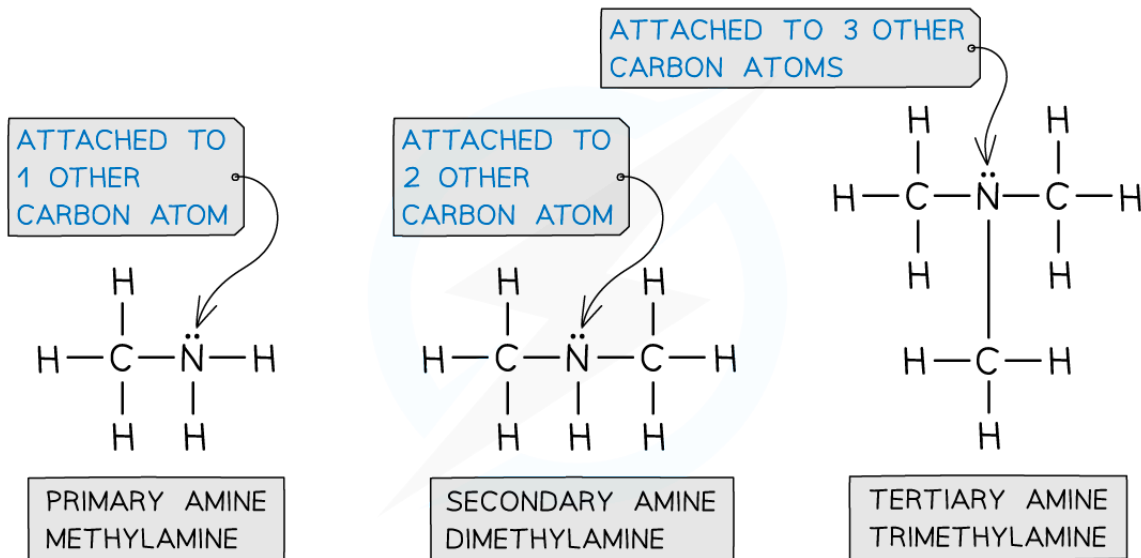 ATTACHED TO
1 OTHER
CARBON ATOM
H
H—C—N̈—H
H H
PRIMARY AMINE
METHYLAMINE
ATTACHED TO
2 OTHER
CARBON ATOM
H H
H—C—N̈—C—H
H H H
SECONDARY AMINE
DIMETHYLAMINE
ATTACHED TO 3 OTHER
CARBON ATOMS
H H
H—C—N̈—C—H
H H
H—C—H
H
TERTIARY AMINE
TRIMETHYLAMINE